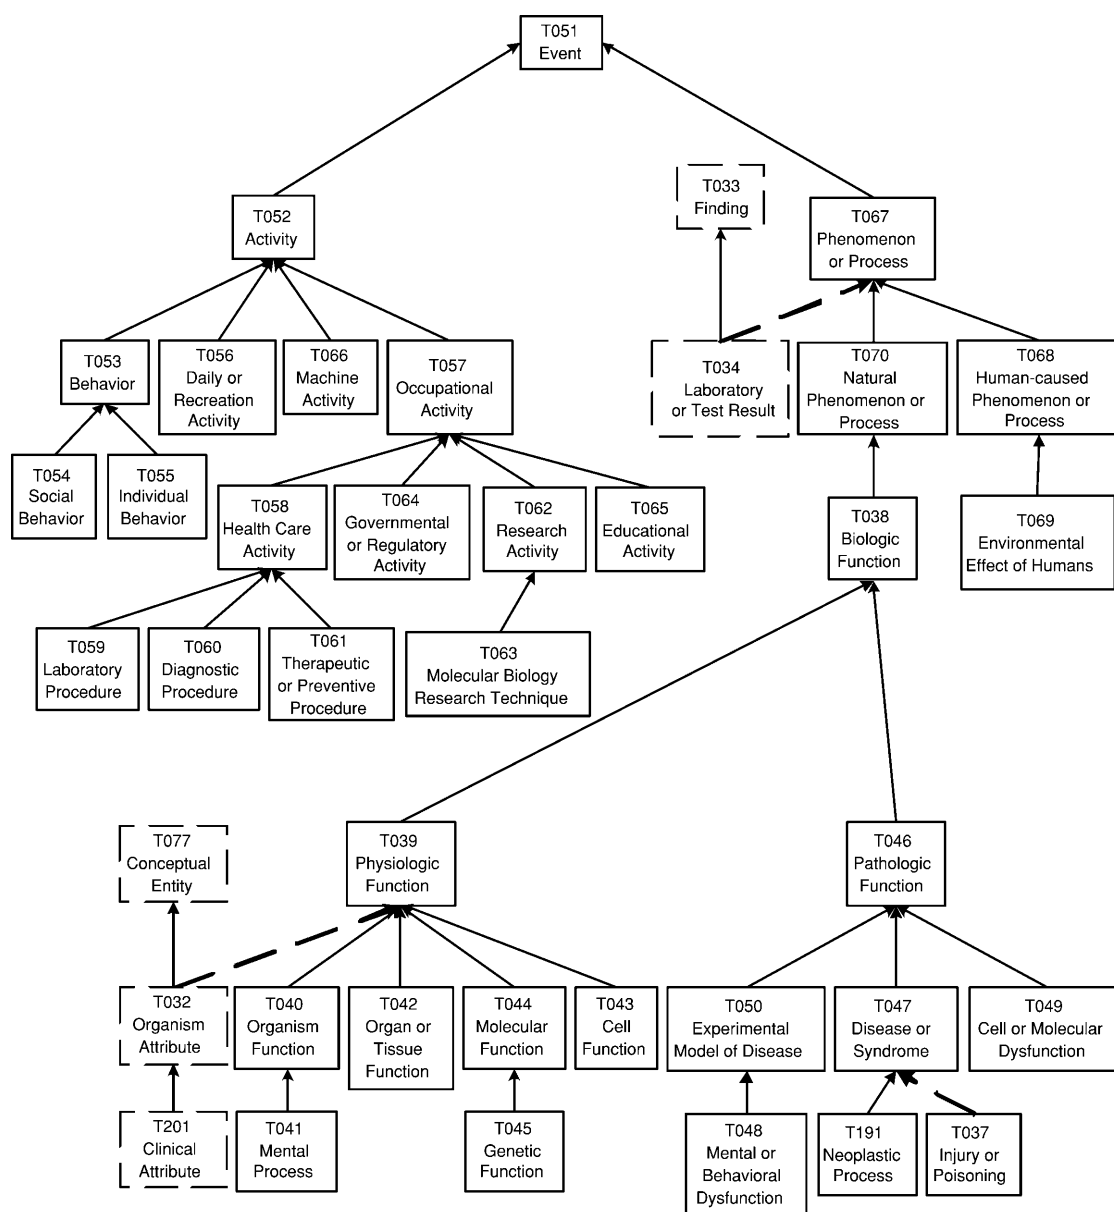 T051
Event
T033
Finding
T052
Activity
T067
Phenomenon
or Process
T053
Behavior
T056
Daily or
Recreation
Activity
T066
Machine
Activity
T057
Occupational
Activity
T034
Laboratory
or Test Result
T070
Natural
Phenomenon or
Process
T068
Human-caused
Phenomenon or
Process
T054
Social
Behavior
T055
Individual
Behavior
T058
Health Care
Activity
T064
Governmental
or Regulatory
Activity
T062
Research
Activity
T065
Educational
Activity
T038
Biologic
Function
T069
Environmental
Effect of Humans
T059
Laboratory
Procedure
T060
Diagnostic
Procedure
T061
Therapeutic
or Preventive
Procedure
T063
Molecular Biology
Research Technique
T077
Conceptual
Entity
T039
Physiologic
Function
T046
Pathologic
Function
T032
Organism
Attribute
T040
Organism
Function
T042
Organ or
Tissue
Function
T044
Molecular
Function
T043
Cell
Function
T050
Experimental
Model of Disease
T047
Disease or
Syndrome
T049
Cell or Molecular
Dysfunction
T201
Clinical
Attribute
T041
Mental
Process
T045
Genetic
Function
T048
Mental or
Behavioral
Dysfunction
T191
Neoplastic
Process
T037
Injury or
Poisoning